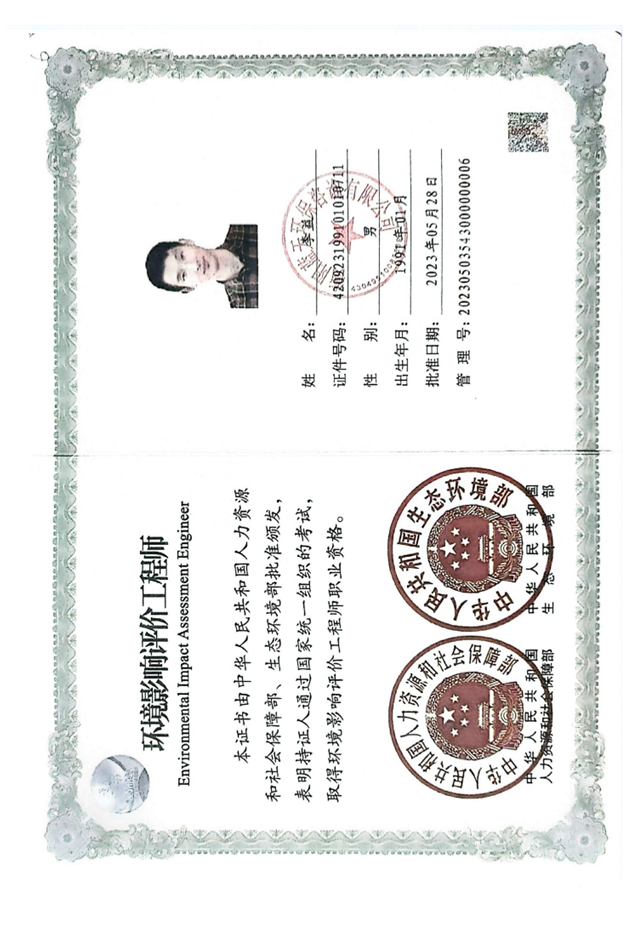 环境影响评价工程师
Environmental Impact Assessment Engineer
本证书由中华人民共和国人力资源
和社会保障部、生态环境部批准颁发，
表明持证人通过国家统一组织的考试，
取得环境影响评价工程师职业资格。
中华人民共和国人力资源和社会保障部
中华人民共和国
人力资源和社会保障部
中华人民共和国生态环境部
中华人民共和国
生态环境部
姓 名：
证件号码：
性 别：男
出生年月：1991年01月
批准日期：2023年05月28日
管 理 号：20230503543000000006
环保咨询有限公司